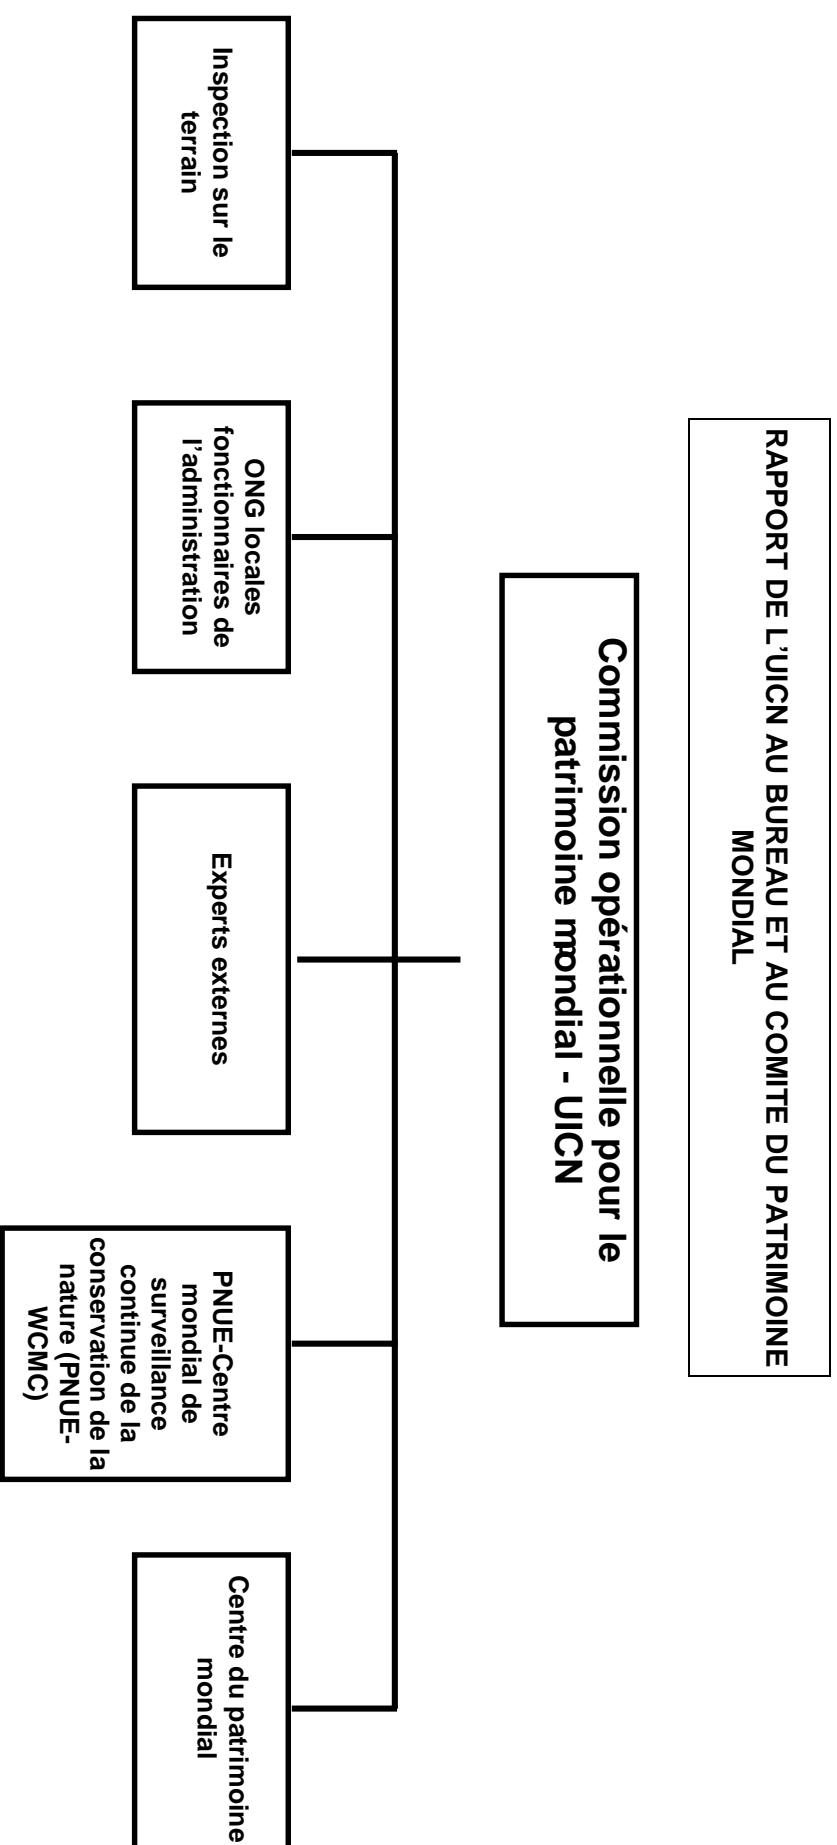 RAPPORT DE L'UICN AU BUREAU ET AU COMITE DU PATRIMOINE
MONDIAL
Commission opérationnelle pour le
patrimoine mondial - UICN
Inspection sur le
terrain
ONG locales
fonctionnaires de
l'administration
Experts externes
PNUE-Centre
mondial de
surveillance
continue de la
conservation de la
nature (PNUE-
WCMC)
Centre du patrimoine
mondial